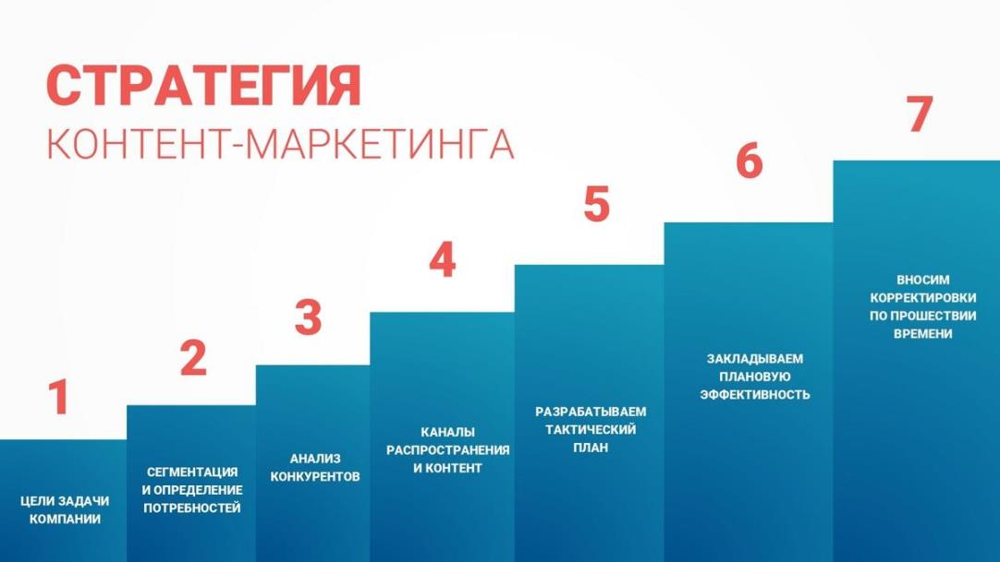 СТРАТЕГИЯ
КОНТЕНТ-МАРКЕТИНГА
1
ЦЕЛИ ЗАДАЧИ
КОМПАНИИ
2
СЕГМЕНТАЦИЯ
И ОПРЕДЕЛЕНИЕ
ПОТРЕБНОСТЕЙ
3
АНАЛИЗ
КОНКУРЕНТОВ
4
КАНАЛЫ
РАСПРОСТРАНЕНИЯ
И КОНТЕНТ
5
РАЗРАБАТЫВАЕМ
ТАКТИЧЕСКИЙ
ПЛАН
6
ЗАКЛАДЫВАЕМ
ПЛАНОВУЮ
ЭФФЕКТИВНОСТЬ
7
ВНОСИМ
КОРРЕКТИРОВКИ
ПО ПРОШЕСТВИИ
ВРЕМЕНИ